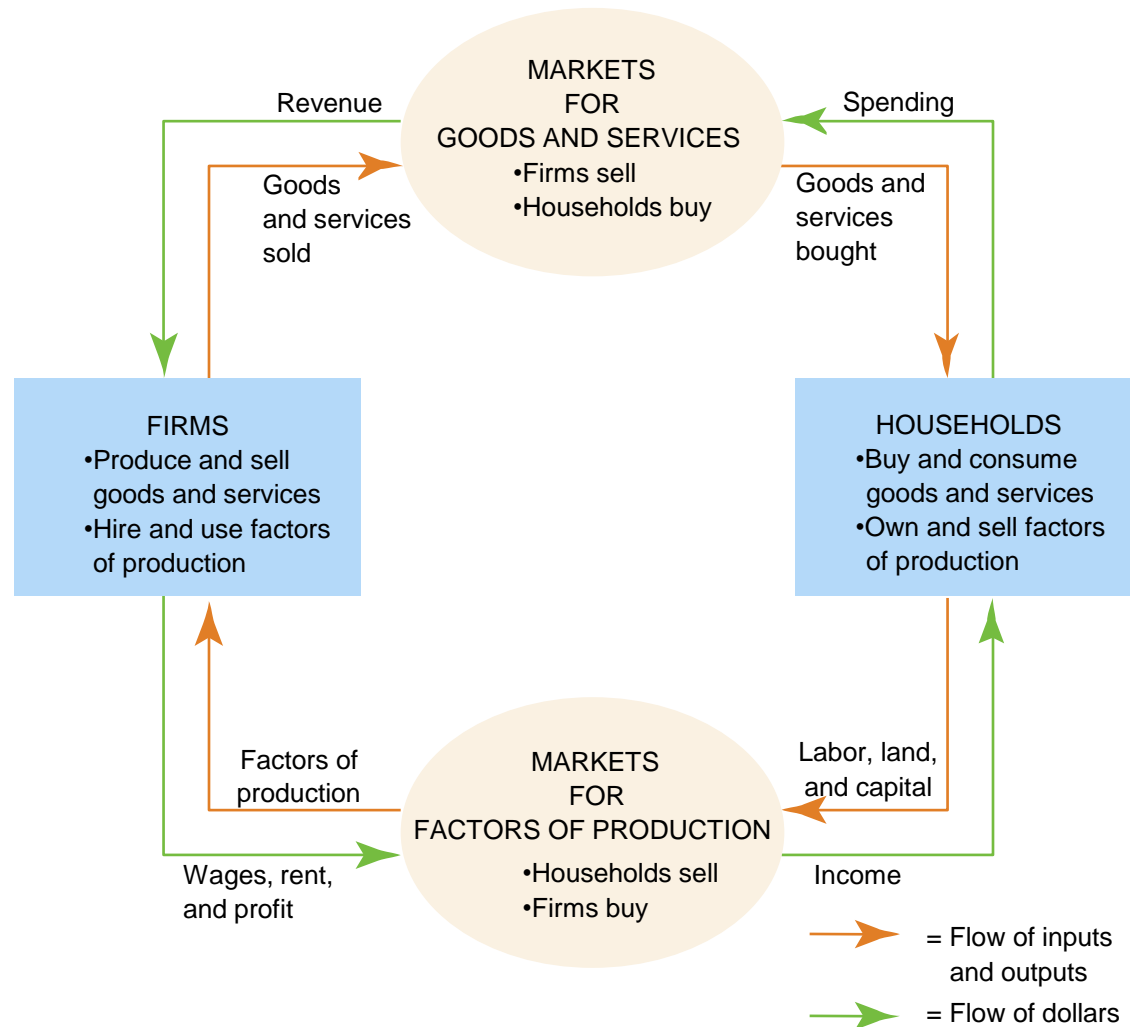 MARKETS
FOR
GOODS AND SERVICES
•Firms sell
•Households buy
Revenue
Spending
Goods
and services
sold
Goods and
services
bought
FIRMS
•Produce and sell
goods and services
•Hire and use factors
of production
HOUSEHOLDS
•Buy and consume
goods and services
•Own and sell factors
of production
Factors of
production
Labor, land,
and capital
MARKETS
FOR
FACTORS OF PRODUCTION
•Households sell
•Firms buy
Wages, rent,
and profit
Income
= Flow of inputs
and outputs
= Flow of dollars